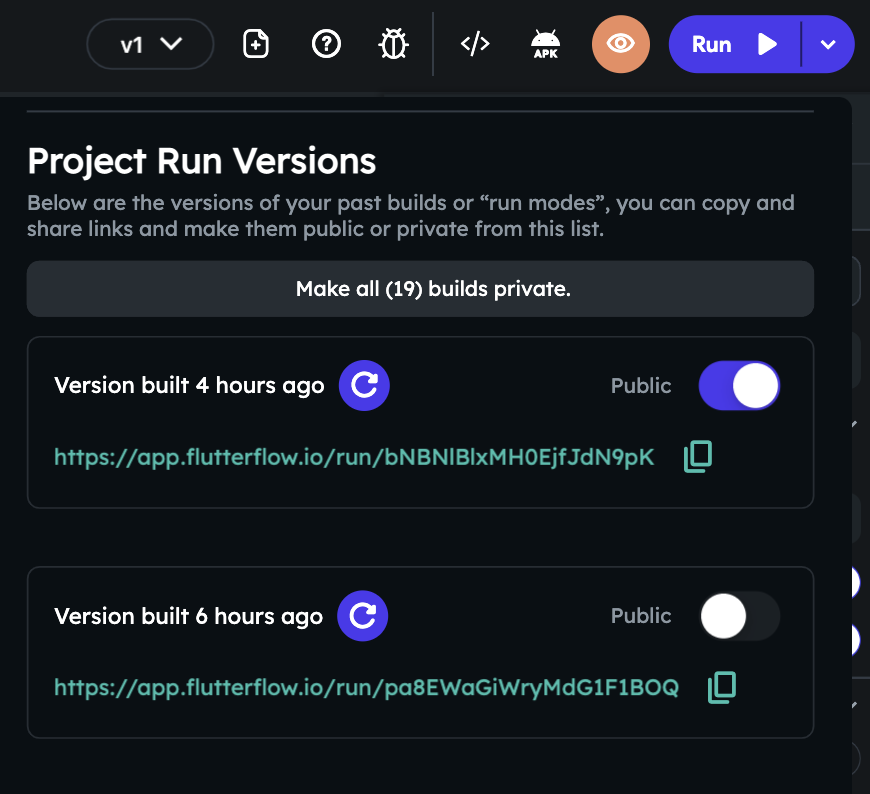 v1
APK
Run
Project Run Versions
Below are the versions of your past builds or “run modes”, you can copy and
share links and make them public or private from this list.
Make all (19) builds private.
Version built 4 hours ago
Public
https://app.flutterflow.io/run/bNBNlBlxMH0EjfJdN9pK
Version built 6 hours ago
Public
https://app.flutterflow.io/run/pa8EWaGiWryMdG1F1BOQ